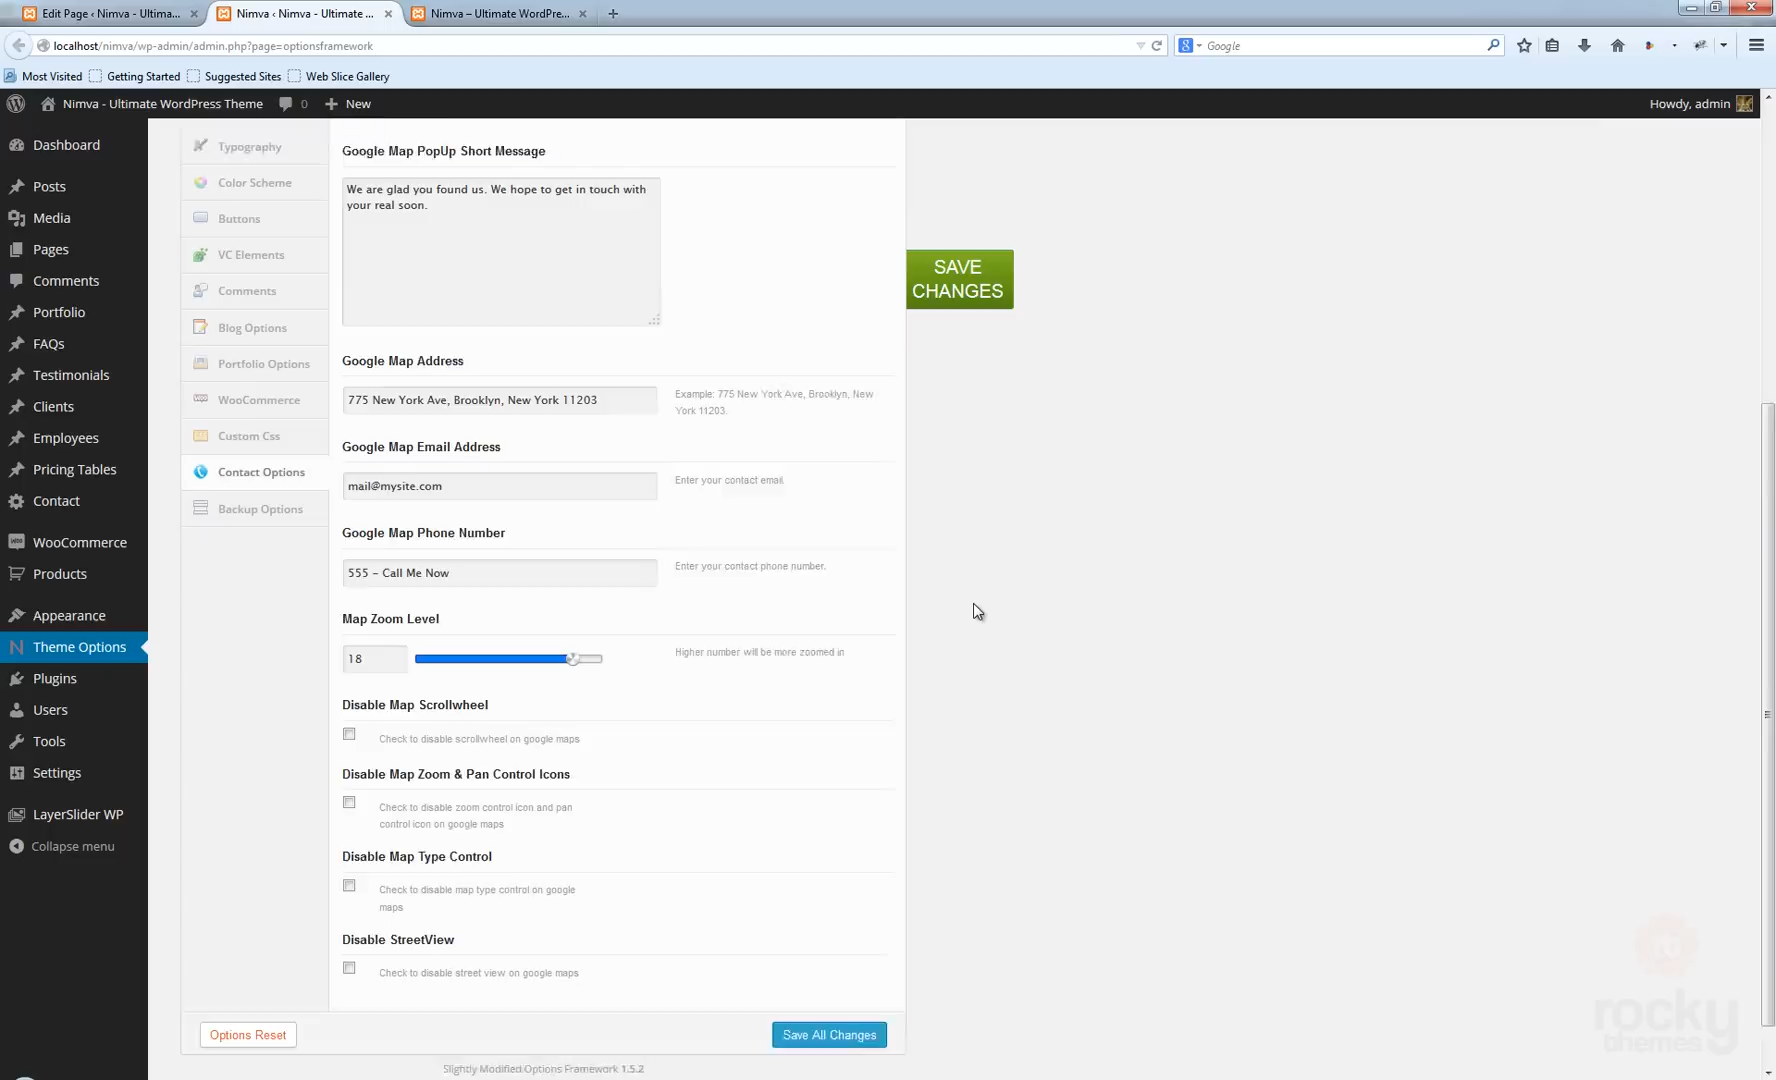 Edit Page ‹ Nimva - Ultima...
Nimva ‹ Nimva - Ultimate ...
Nimva – Ultimate WordPre...
localhost/nimva/wp-admin/admin.php?page=optionsframework
Google
Most Visited
Getting Started
Suggested Sites
Web Slice Gallery
Nimva - Ultimate WordPress Theme
0
New
Howdy, admin
Dashboard
Posts
Media
Pages
Comments
Portfolio
FAQs
Testimonials
Clients
Employees
Pricing Tables
Contact
WooCommerce
Products
Appearance
Theme Options
Plugins
Users
Tools
Settings
LayerSlider WP
Collapse menu
Typography
Color Scheme
Buttons
VC Elements
Comments
Blog Options
Portfolio Options
WooCommerce
Custom Css
Contact Options
Backup Options
Google Map PopUp Short Message
We are glad you found us. We hope to get in touch with
your real soon.
SAVE
CHANGES
Google Map Address
775 New York Ave, Brooklyn, New York 11203
Example: 775 New York Ave, Brooklyn, New
York 11203.
Google Map Email Address
mail@mysite.com
Enter your contact email.
Google Map Phone Number
555 - Call Me Now
Enter your contact phone number.
Map Zoom Level
18
Higher number will be more zoomed in
Disable Map Scrollwheel
Check to disable scrollwheel on google maps
Disable Map Zoom & Pan Control Icons
Check to disable zoom control icon and pan
control icon on google maps
Disable Map Type Control
Check to disable map type control on google
maps
Disable StreetView
Check to disable street view on google maps
Options Reset
Save All Changes
Slightly Modified Options Framework 1.5.2
rocky
themes